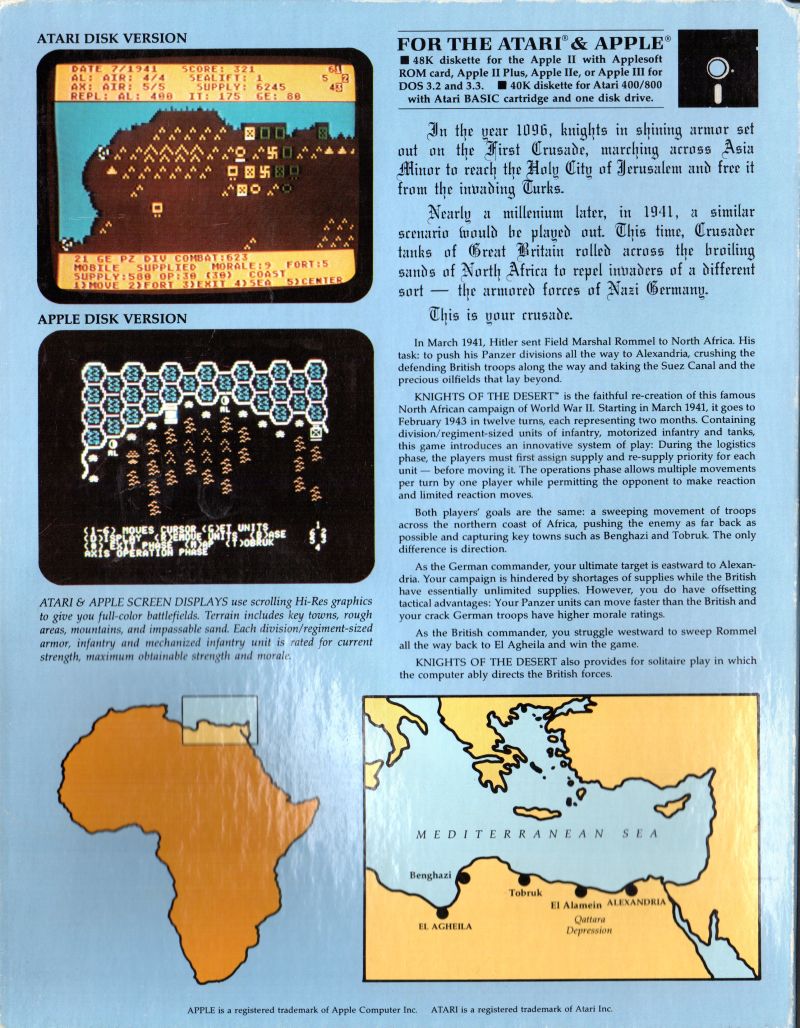 ATARI DISK VERSION
DATE 7/1941 SCORE: 321
AL: AIR: 4/4 SEALIFT: 1
AX: AIR: 5/5 SUPPLY: 6245
REPL: AL: 400 IT: 175 GE: 80
21 GE PZ DIV COMBAT:623
MOBILE SUPPLIED MORALE:9 FORT:5
SUPPLY:580 OP:30 (30) COAST
1)MOVE 2)FORT 3)EXIT 4)SEA 5)CENTER
APPLE DISK VERSION
AL
AL
(1-6) MOVES CURSOR (G)ET UNITS
(D)ISPLAY (R)EMOVE UNITS (B)ASE
EXIT PHASE (M)AP (T)OBRUK
AXIS OPERATION PHASE
ATARI & APPLE SCREEN DISPLAYS use scrolling Hi-Res graphics
to give you full-color battlefields. Terrain includes key towns, rough
areas, mountains, and impassable sand. Each division/regiment-sized
armor, infantry and mechanized infantry unit is rated for current
strength, maximum obtainable strength and morale.
FOR THE ATARI® & APPLE®
■ 48K diskette for the Apple II with Applesoft
ROM card, Apple II Plus, Apple IIe, or Apple III for
DOS 3.2 and 3.3. ■ 40K diskette for Atari 400/800
with Atari BASIC cartridge and one disk drive.
In the year 1096, knights in shining armor set
out on the First Crusade, marching across Asia
Minor to reach the Holy City of Jerusalem and free it
from the invading Turks.
Nearly a millenium later, in 1941, a similar
scenario would be played out. This time, Crusader
tanks of Great Britain rolled across the broiling
sands of North Africa to repel invaders of a different
sort — the armored forces of Nazi Germany.
This is your crusade.
In March 1941, Hitler sent Field Marshal Rommel to North Africa. His
task: to push his Panzer divisions all the way to Alexandria, crushing the
defending British troops along the way and taking the Suez Canal and the
precious oilfields that lay beyond.
KNIGHTS OF THE DESERT™ is the faithful re-creation of this famous
North African campaign of World War II. Starting in March 1941, it goes to
February 1943 in twelve turns, each representing two months. Containing
division/regiment-sized units of infantry, motorized infantry and tanks,
this game introduces an innovative system of play: During the logistics
phase, the players must first assign supply and re-supply priority for each
unit — before moving it. The operations phase allows multiple movements
per turn by one player while permitting the opponent to make reaction
and limited reaction moves.
Both players' goals are the same: a sweeping movement of troops
across the northern coast of Africa, pushing the enemy as far back as
possible and capturing key towns such as Benghazi and Tobruk. The only
difference is direction.
As the German commander, your ultimate target is eastward to Alexan-
dria. Your campaign is hindered by shortages of supplies while the British
have essentially unlimited supplies. However, you do have offsetting
tactical advantages: Your Panzer units can move faster than the British and
your crack German troops have higher morale ratings.
As the British commander, you struggle westward to sweep Rommel
all the way back to El Agheila and win the game.
KNIGHTS OF THE DESERT also provides for solitaire play in which
the computer ably directs the British forces.
MEDITERRANEAN SEA
Benghazi
Tobruk
El Alamein
ALEXANDRIA
EL AGHEILA
Qattara
Depression
APPLE is a registered trademark of Apple Computer Inc. ATARI is a registered trademark of Atari Inc.